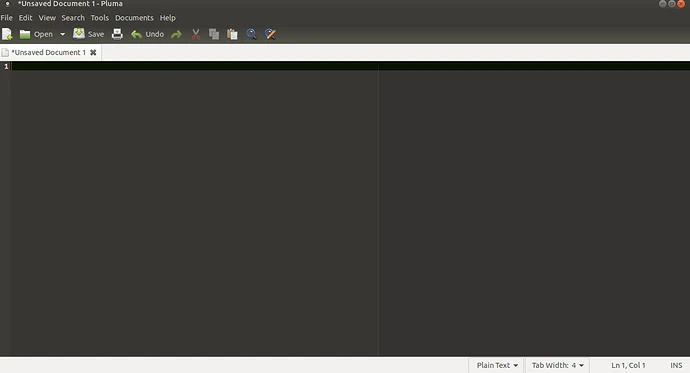 *Unsaved Document 1 - Pluma
File Edit View Search Tools Documents Help
Open Save Undo
*Unsaved Document 1
1
Plain Text Tab Width: 4 Ln 1, Col 1 INS